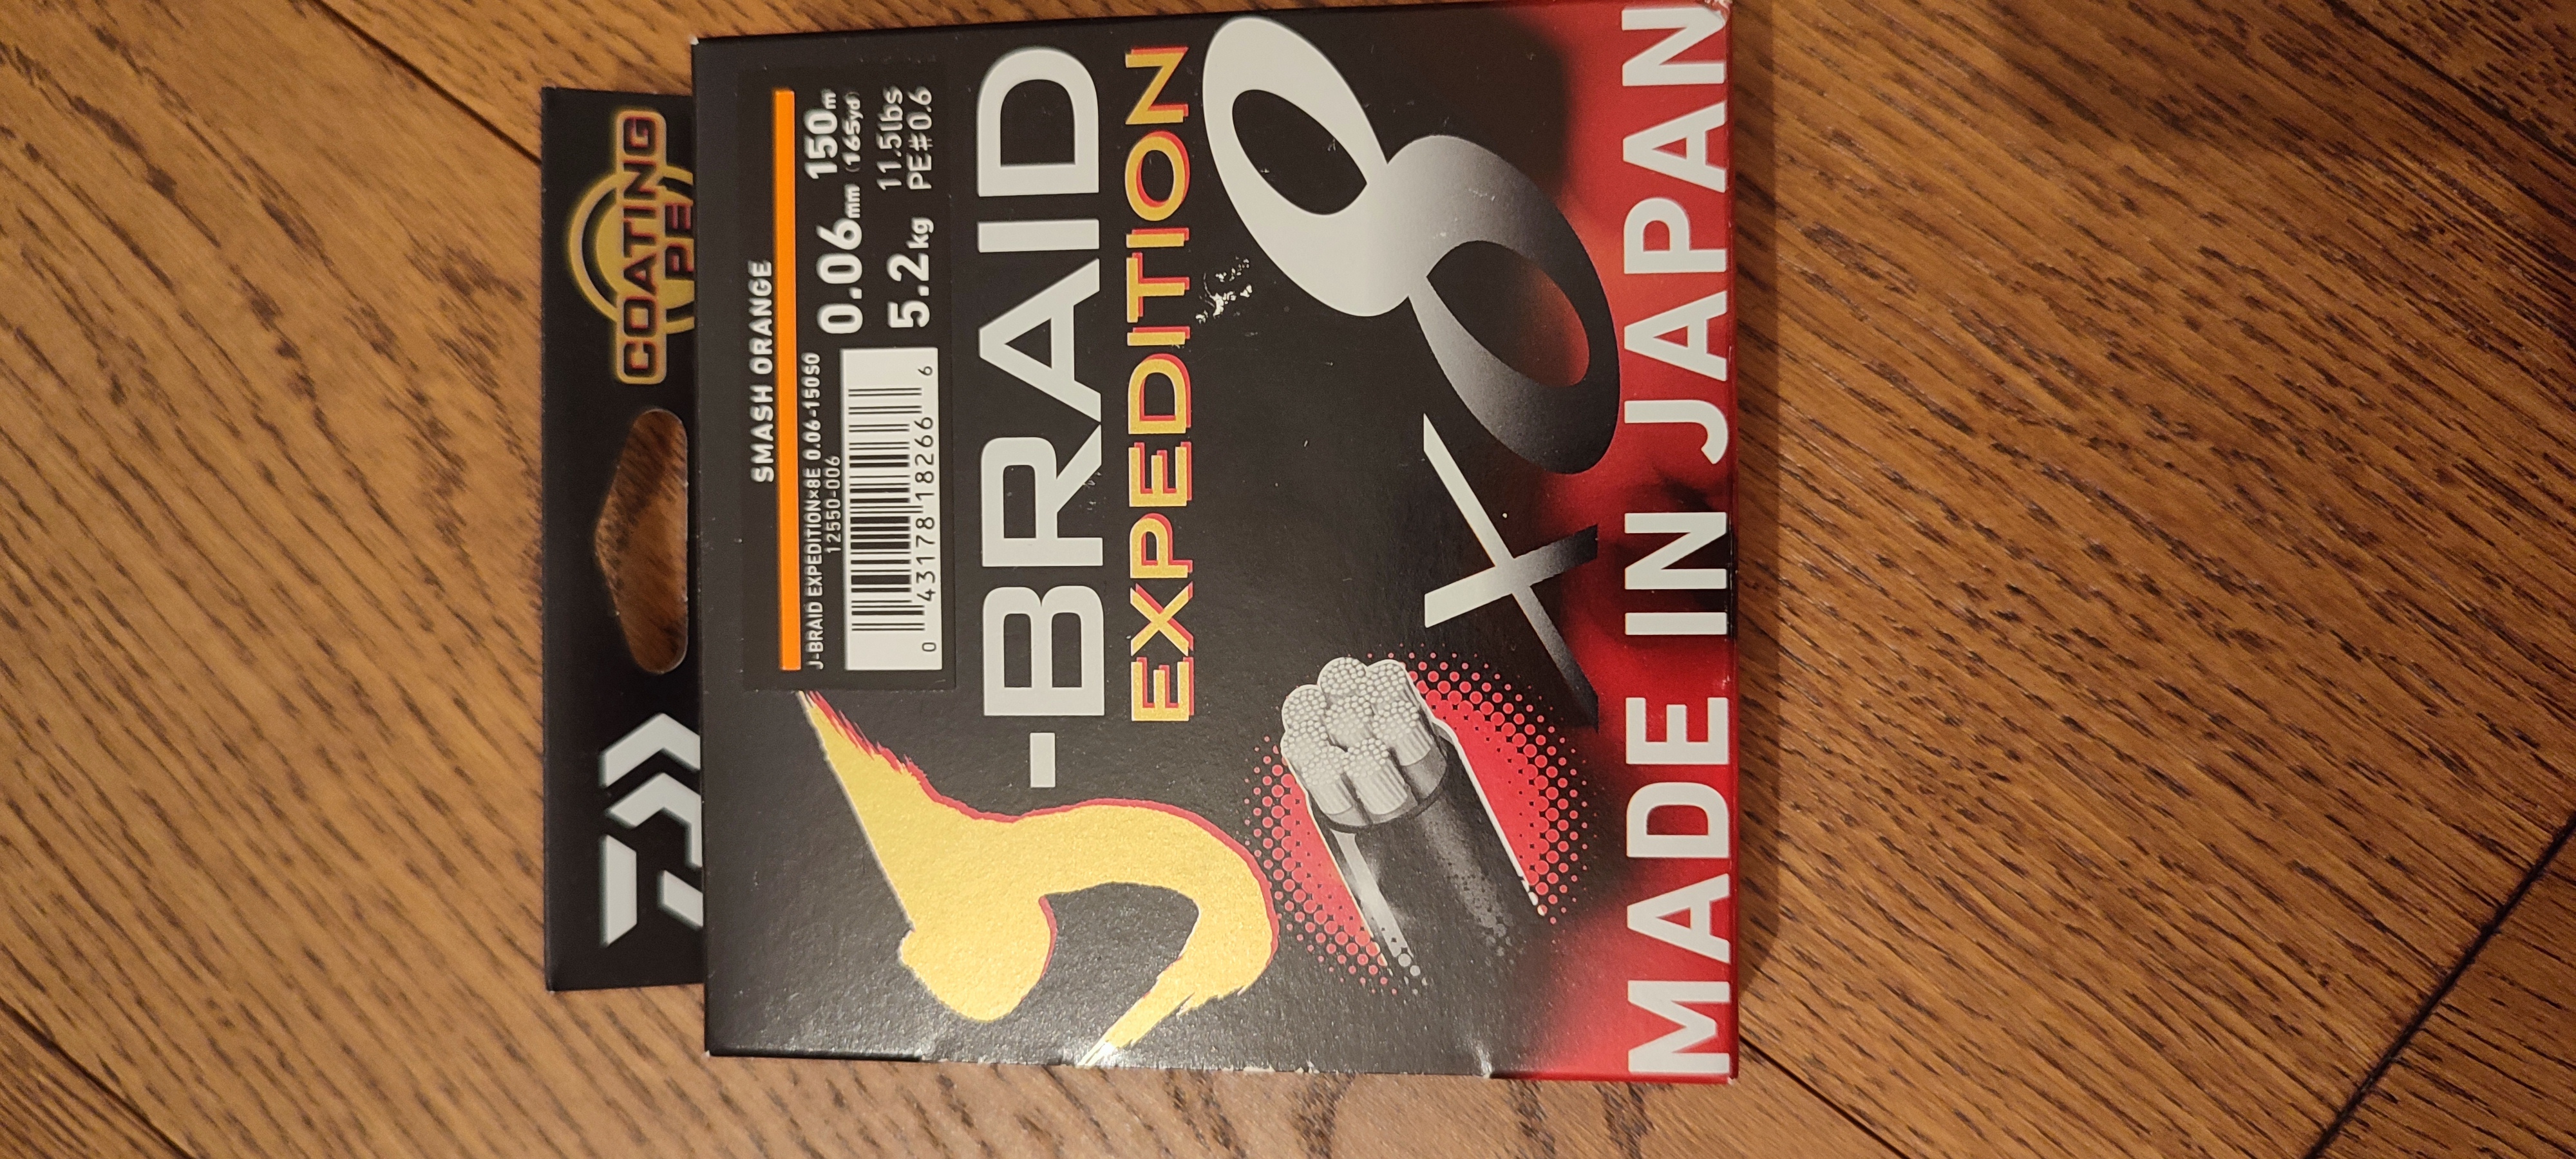 COATING
PE
SMASH ORANGE
J-BRAID EXPEDITION×8E 0.06-150SO
12550-006
0 43178 18266 6
0.06mm 150m
(165yd)
5.2kg 11.5lbs
PE#0.6
J-BRAID
EXPEDITION
X8
MADE IN JAPAN